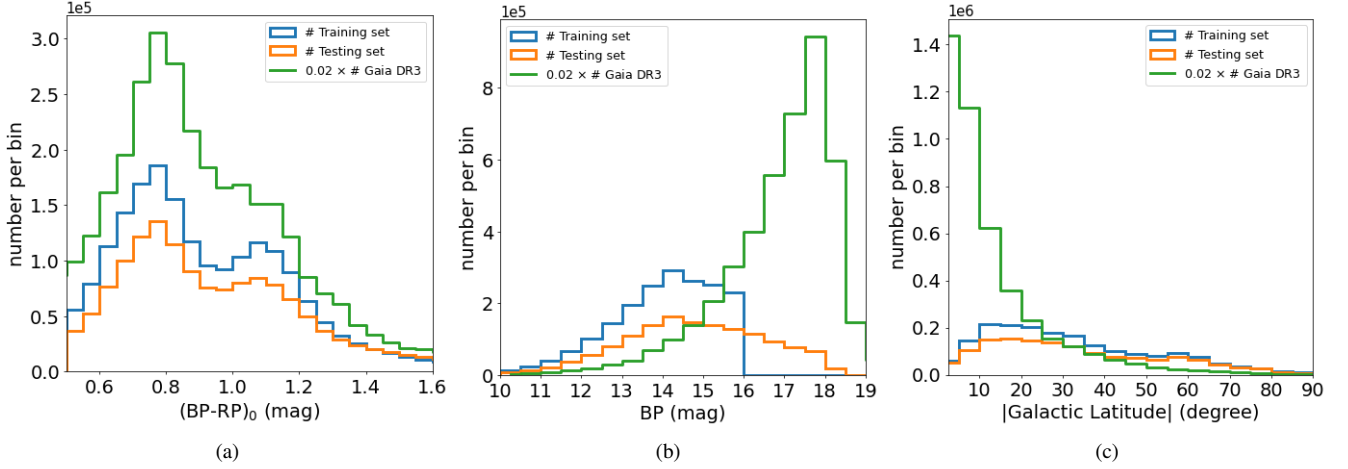 1e5
number per bin
3.0
2.5
2.0
1.5
1.0
0.5
0.0
# Training set
# Testing set
0.02 × # Gaia DR3
0.6 0.8 1.0 1.2 1.4 1.6
(BP-RP)0 (mag)
(a)
1e5
number per bin
8
6
4
2
0
# Training set
# Testing set
0.02 × # Gaia DR3
10 11 12 13 14 15 16 17 18 19
BP (mag)
(b)
1e6
number per bin
1.4
1.2
1.0
0.8
0.6
0.4
0.2
0.0
# Training set
# Testing set
0.02 × # Gaia DR3
10 20 30 40 50 60 70 80 90
|Galactic Latitude| (degree)
(c)